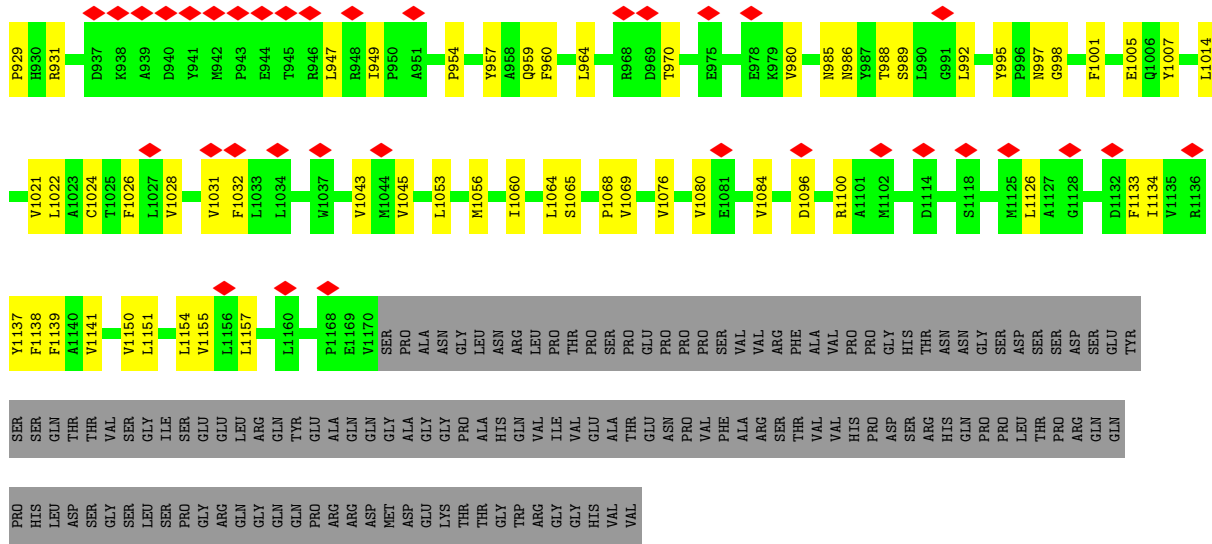 P929 H930 R931 D937 K938 A939 D940 Y941 M942 P943 E944 T945 R946 L947 R948 I949 P950 A951 P954 Y957 A958 Q959 F960 L964 R968 D969 T970 E975 E978 K979 V980 N985 N986 Y987 T988 S989 L990 G991 L992 Y995 P996 N997 G998 F1001 E1005 Q1006 Y1007 L1014
V1021 L1022 A1023 C1024 T1025 F1026 L1027 V1028 V1031 F1032 L1033 L1034 W1037 V1043 M1044 V1045 L1053 M1056 I1060 L1064 S1065 P1068 V1069 V1076 V1080 E1081 V1084 D1096 R1100 A1101 M1102 D1114 S1118 M1125 L1126 A1127 G1128 D1132 F1133 I1134 V1135 R1136
Y1137 F1138 F1139 A1140 V1141 V1150 L1151 L1154 V1155 L1156 L1157 L1160 P1168 E1169 V1170 SER PRO ALA ASN GLY LEU ASN ARG LEU PRO THR PRO SER PRO GLU PRO PRO PRO SER VAL VAL ARG PHE ALA VAL PRO PRO GLY HIS THR ASN ASN GLY SER ASP SER SER ASP SER GLU TYR
SER SER GLN THR THR VAL SER GLY ILE SER GLU GLU LEU ARG GLN TYR GLU ALA GLN GLN GLY ALA GLY GLY PRO ALA HIS GLN VAL ILE VAL GLU ALA THR GLU ASN PRO VAL PHE ALA ARG SER THR VAL VAL HIS PRO ASP SER ARG HIS GLN PRO PRO LEU THR PRO ARG GLN GLN
PRO HIS LEU ASP SER GLY SER LEU SER PRO GLY ARG GLN GLY GLN GLN PRO ARG ARG ASP MET ASP GLU LYS THR THR GLY TRP ARG GLY GLY HIS VAL VAL